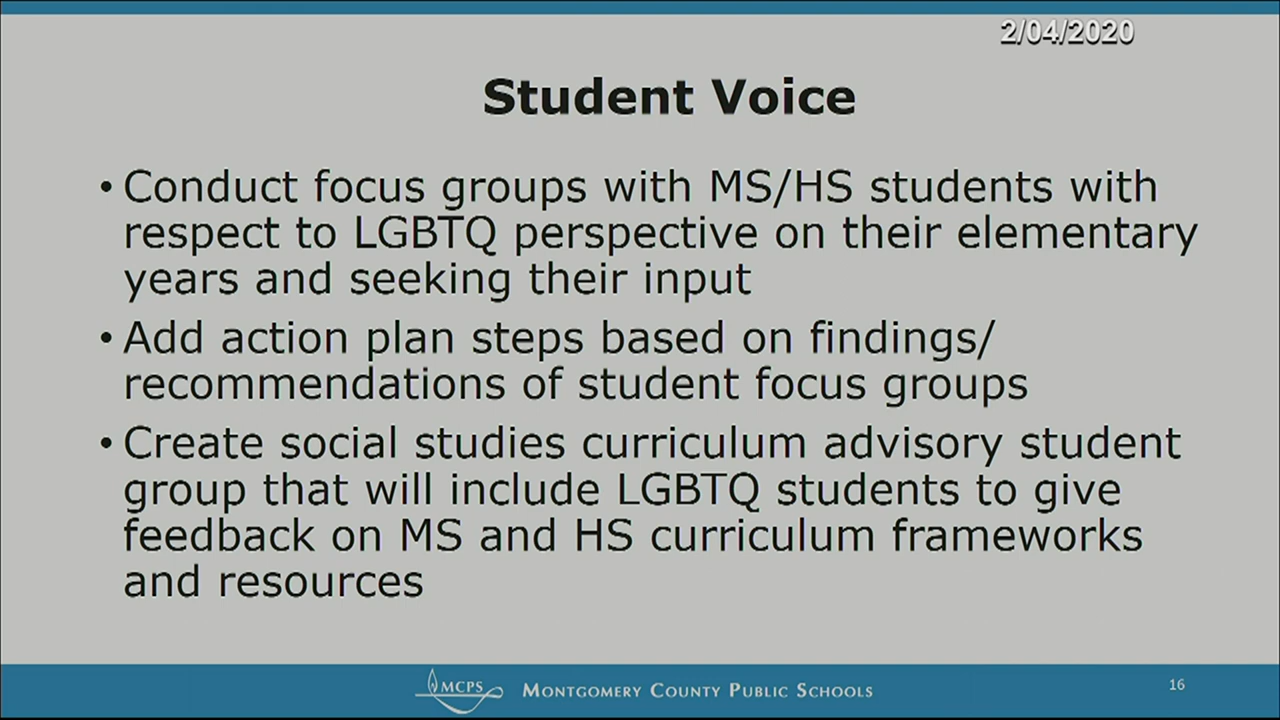 2/04/2020
Student Voice
• Conduct focus groups with MS/HS students with
respect to LGBTQ perspective on their elementary
years and seeking their input
• Add action plan steps based on findings/
recommendations of student focus groups
• Create social studies curriculum advisory student
group that will include LGBTQ students to give
feedback on MS and HS curriculum frameworks
and resources
MCPS MONTGOMERY COUNTY PUBLIC SCHOOLS
16